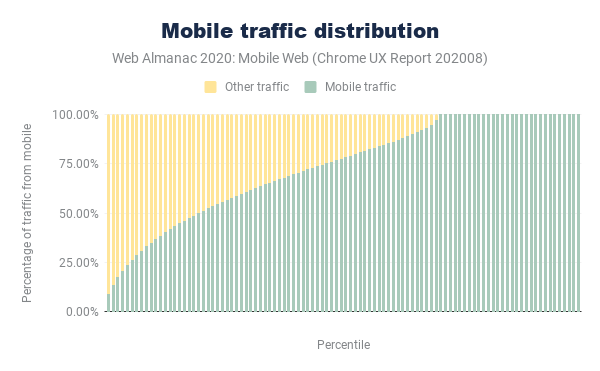 Mobile traffic distribution
Web Almanac 2020: Mobile Web (Chrome UX Report 202008)
Other traffic
Mobile traffic
Percentage of traffic from mobile
100.00%
75.00%
50.00%
25.00%
0.00%
Percentile